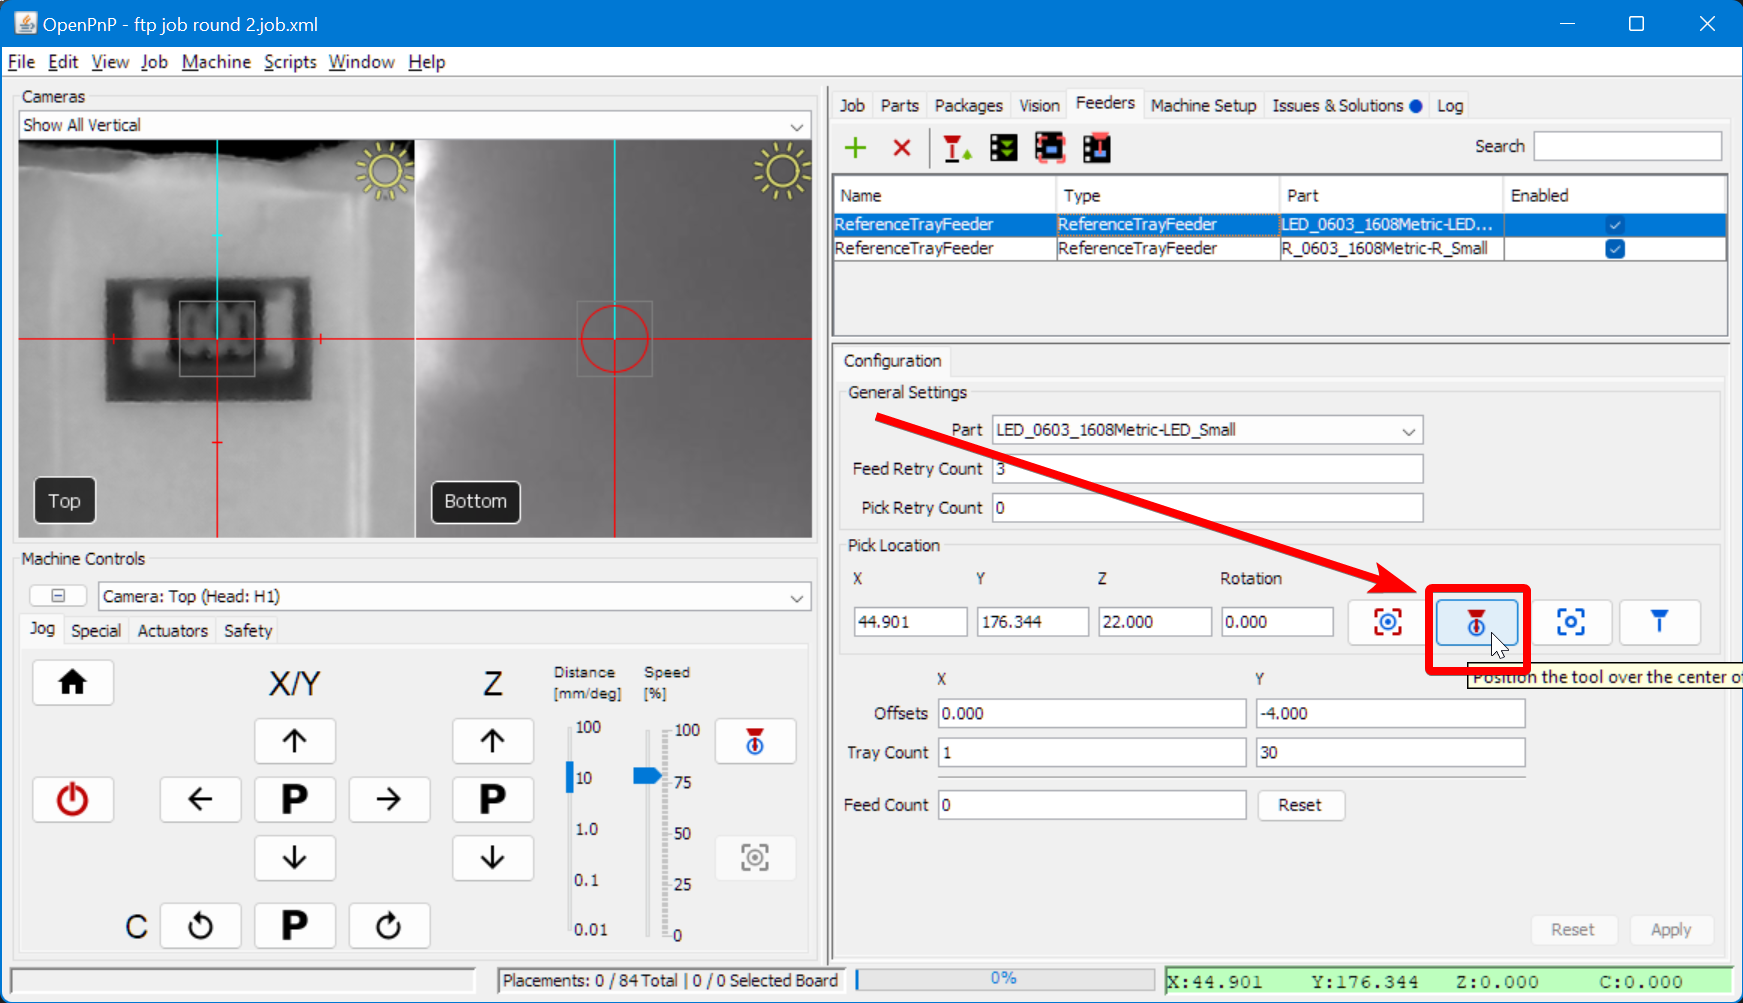 OpenPnP - ftp job round 2.job.xml
File Edit View Job Machine Scripts Window Help
Cameras
Show All Vertical
Top
Bottom
Machine Controls
Camera: Top (Head: H1)
Jog Special Actuators Safety
X/Y
Z
Distance
[mm/deg]
Speed
[%]
100
10
1.0
0.1
0.01
100
75
50
25
0
P
P
C
P
Job Parts Packages Vision Feeders Machine Setup Issues & Solutions Log
Search
Name Type Part Enabled
ReferenceTrayFeeder ReferenceTrayFeeder LED_0603_1608Metric-LED...
ReferenceTrayFeeder ReferenceTrayFeeder R_0603_1608Metric-R_Small
Configuration
General Settings
Part LED_0603_1608Metric-LED_Small
Feed Retry Count 3
Pick Retry Count 0
Pick Location
X Y Z Rotation
44.901 176.344 22.000 0.000
Position the tool over the center of
X Y
Offsets 0.000 -4.000
Tray Count 1 30
Feed Count 0 Reset
Reset Apply
Placements: 0 / 84 Total | 0 / 0 Selected Board
0%
X:44.901 Y:176.344 Z:0.000 C:0.000